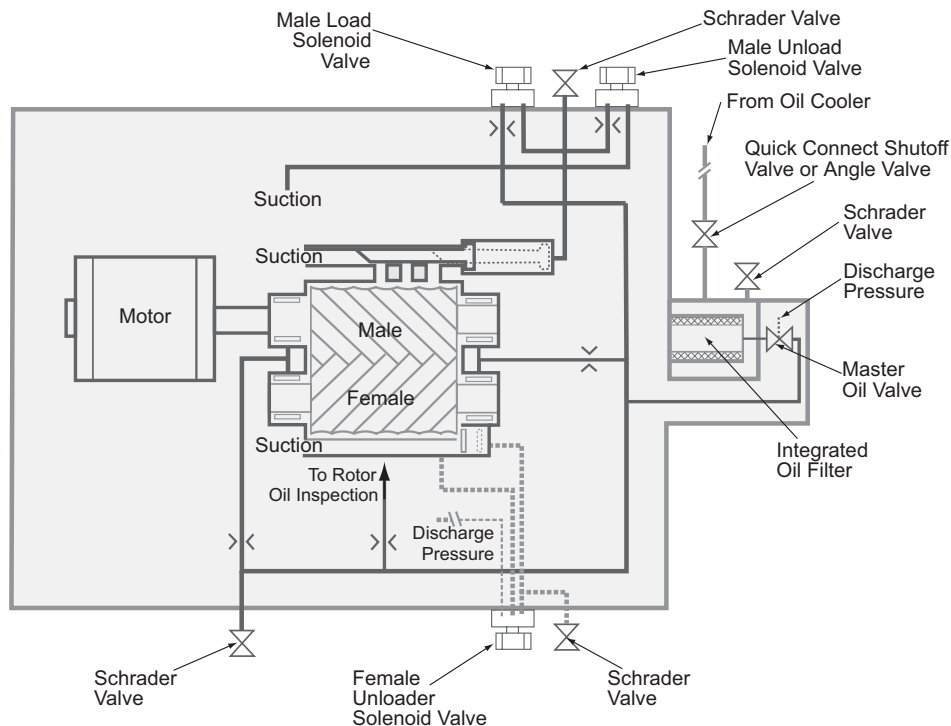 Male Load
Solenoid
Valve
Schrader Valve
Male Unload
Solenoid Valve
From Oil Cooler
Quick Connect Shutoff
Valve or Angle Valve
Suction
Schrader
Valve
Suction
Discharge
Pressure
Motor
Male
Female
Master
Oil Valve
Suction
Integrated
Oil Filter
To Rotor
Oil Inspection
Discharge
Pressure
Schrader
Valve
Female
Unloader
Solenoid Valve
Schrader
Valve